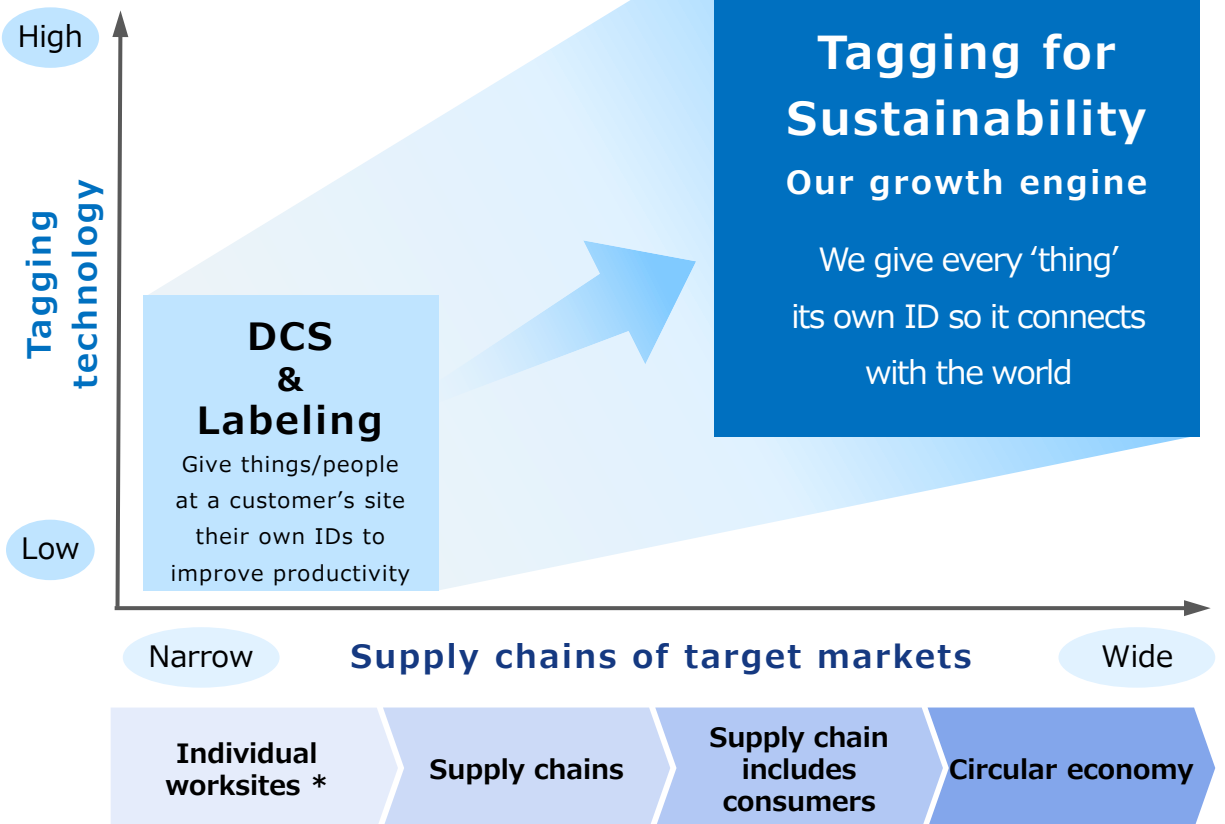 High
Tagging
technology
Low
Tagging for
Sustainability
Our growth engine
We give every ‘thing’
its own ID so it connects
with the world
DCS
&
Labeling
Give things/people
at a customer’s site
their own IDs to
improve productivity
Narrow
Supply chains of target markets
Wide
Individual
worksites *
Supply chains
Supply chain
includes
consumers
Circular economy